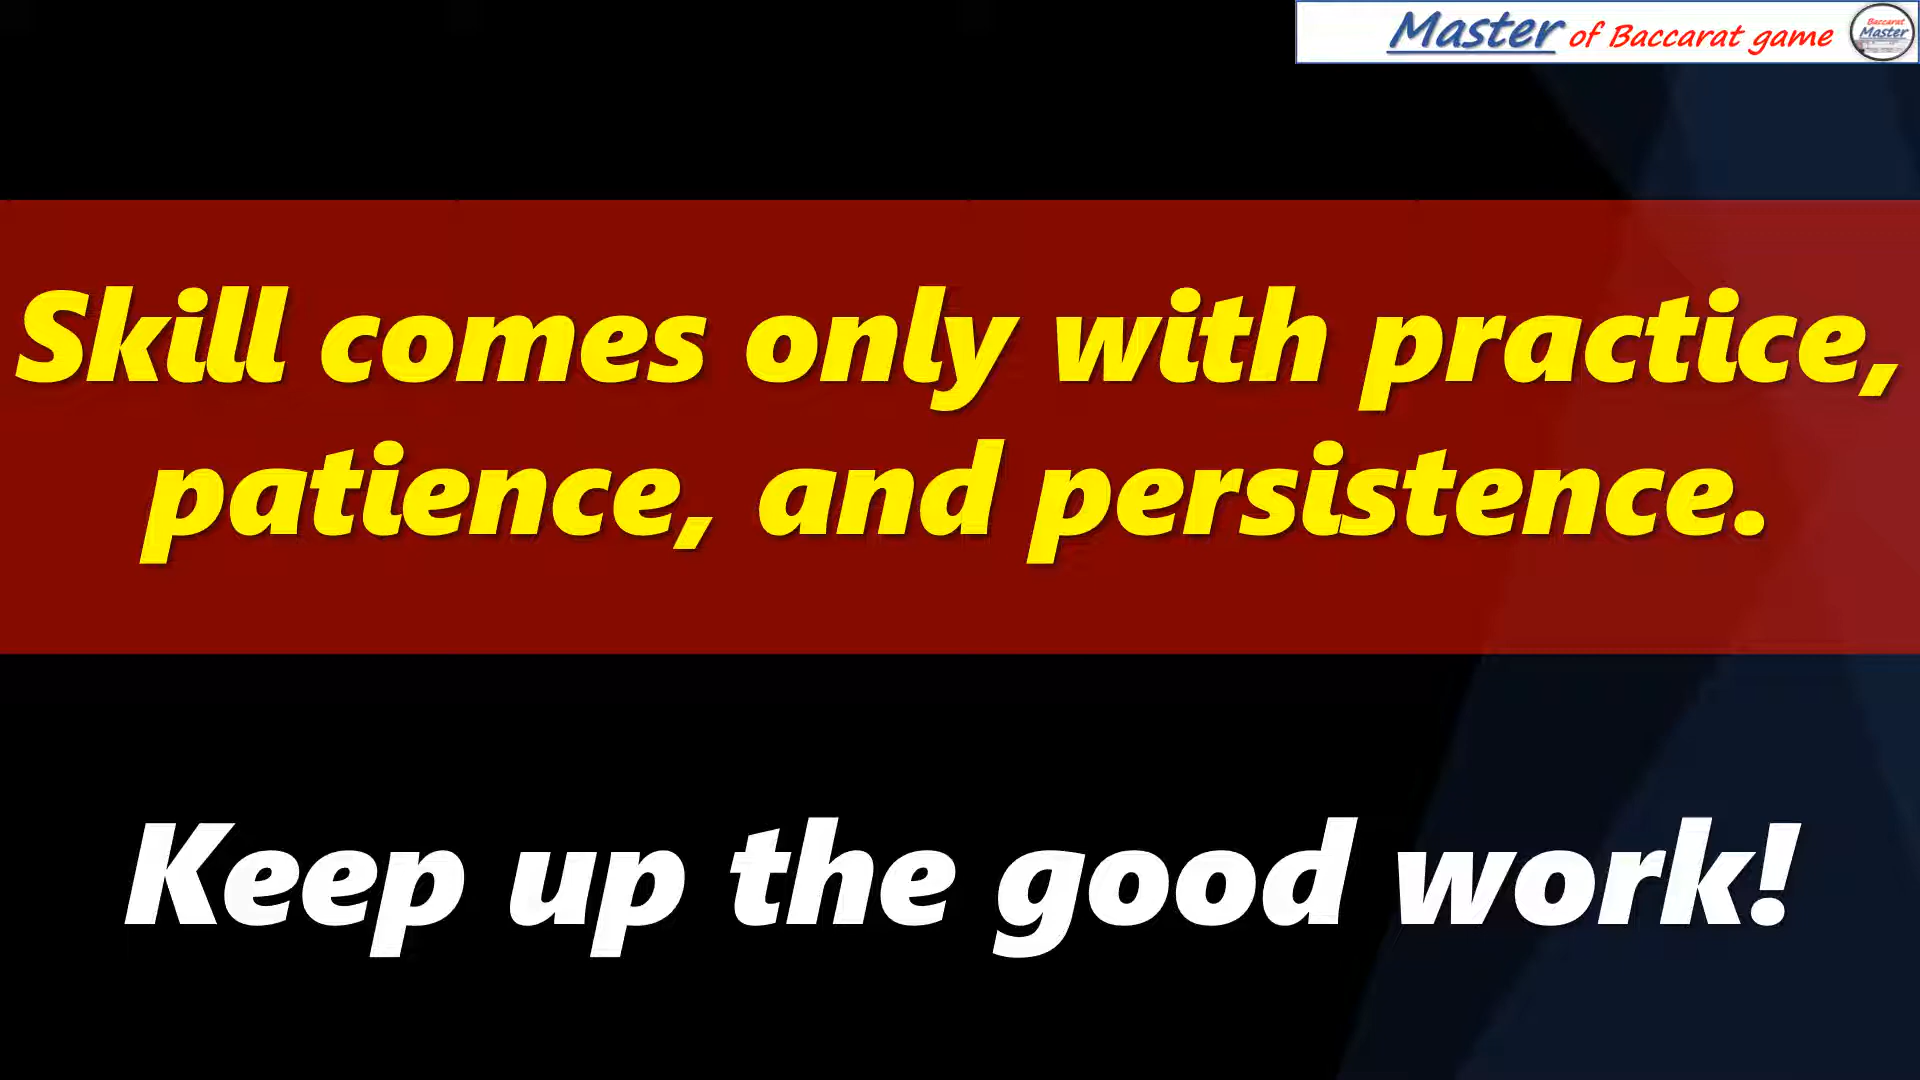 Master of Baccarat game
Baccarat
Master
Skill comes only with practice,
patience, and persistence.
Keep up the good work!